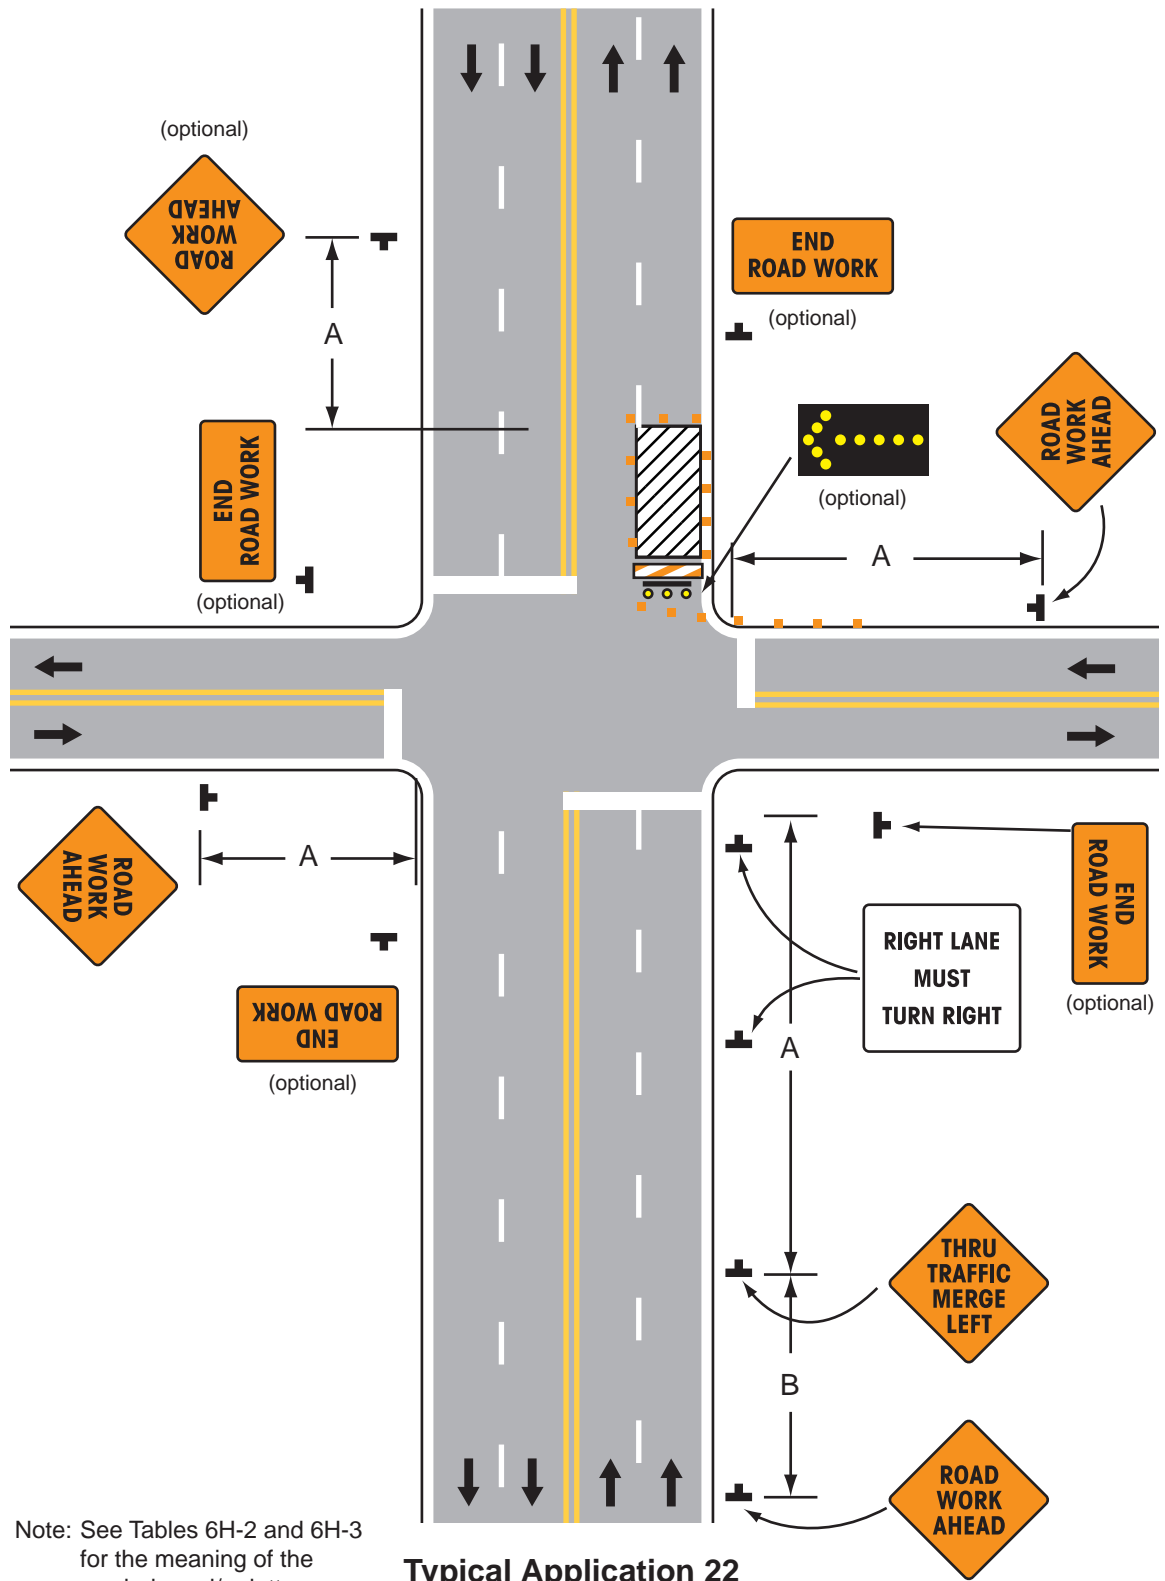 (optional)
ROAD
WORK
AHEAD
END
ROAD WORK
(optional)
A
(optional)
ROAD
WORK
AHEAD
END
ROAD WORK
(optional)
A
ROAD
WORK
AHEAD
A
END
ROAD WORK
(optional)
RIGHT LANE
MUST
TURN RIGHT
END
ROAD WORK
(optional)
A
THRU
TRAFFIC
MERGE
LEFT
B
ROAD
WORK
AHEAD
Note: See Tables 6H-2 and 6H-3
for the meaning of the
Typical Application 22